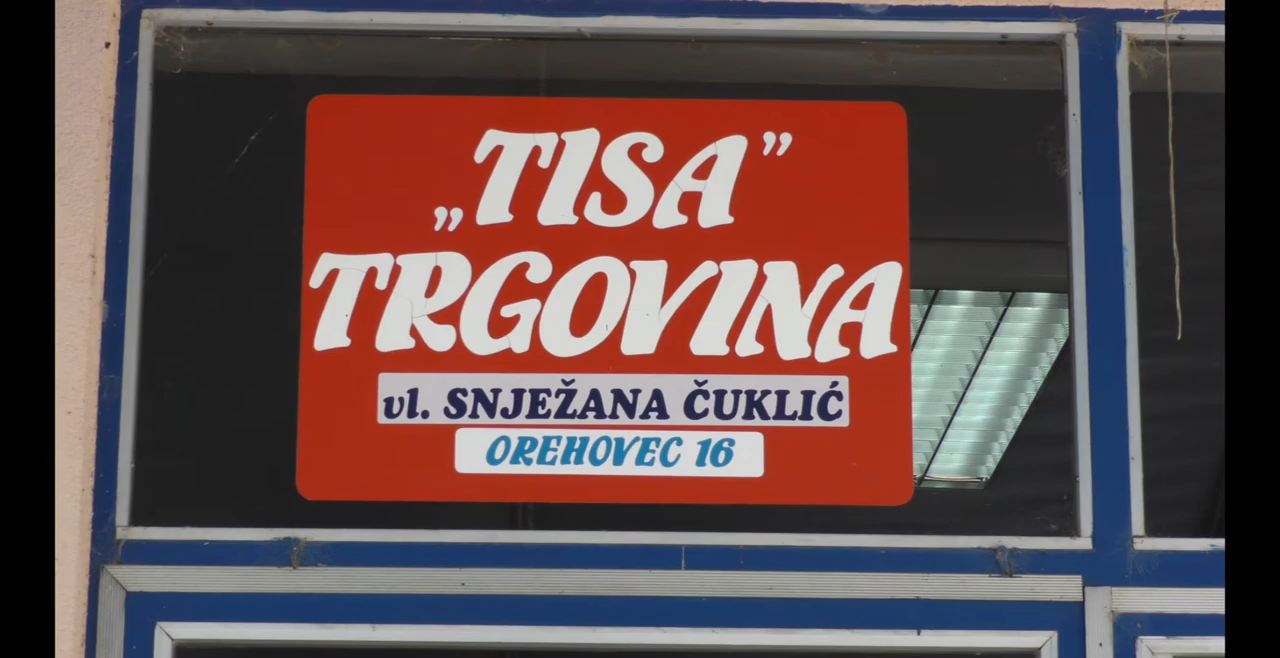 „TISA”
TRGOVINA
vl. SNJEŽANA ČUKLIĆ
OREHOVEC 16